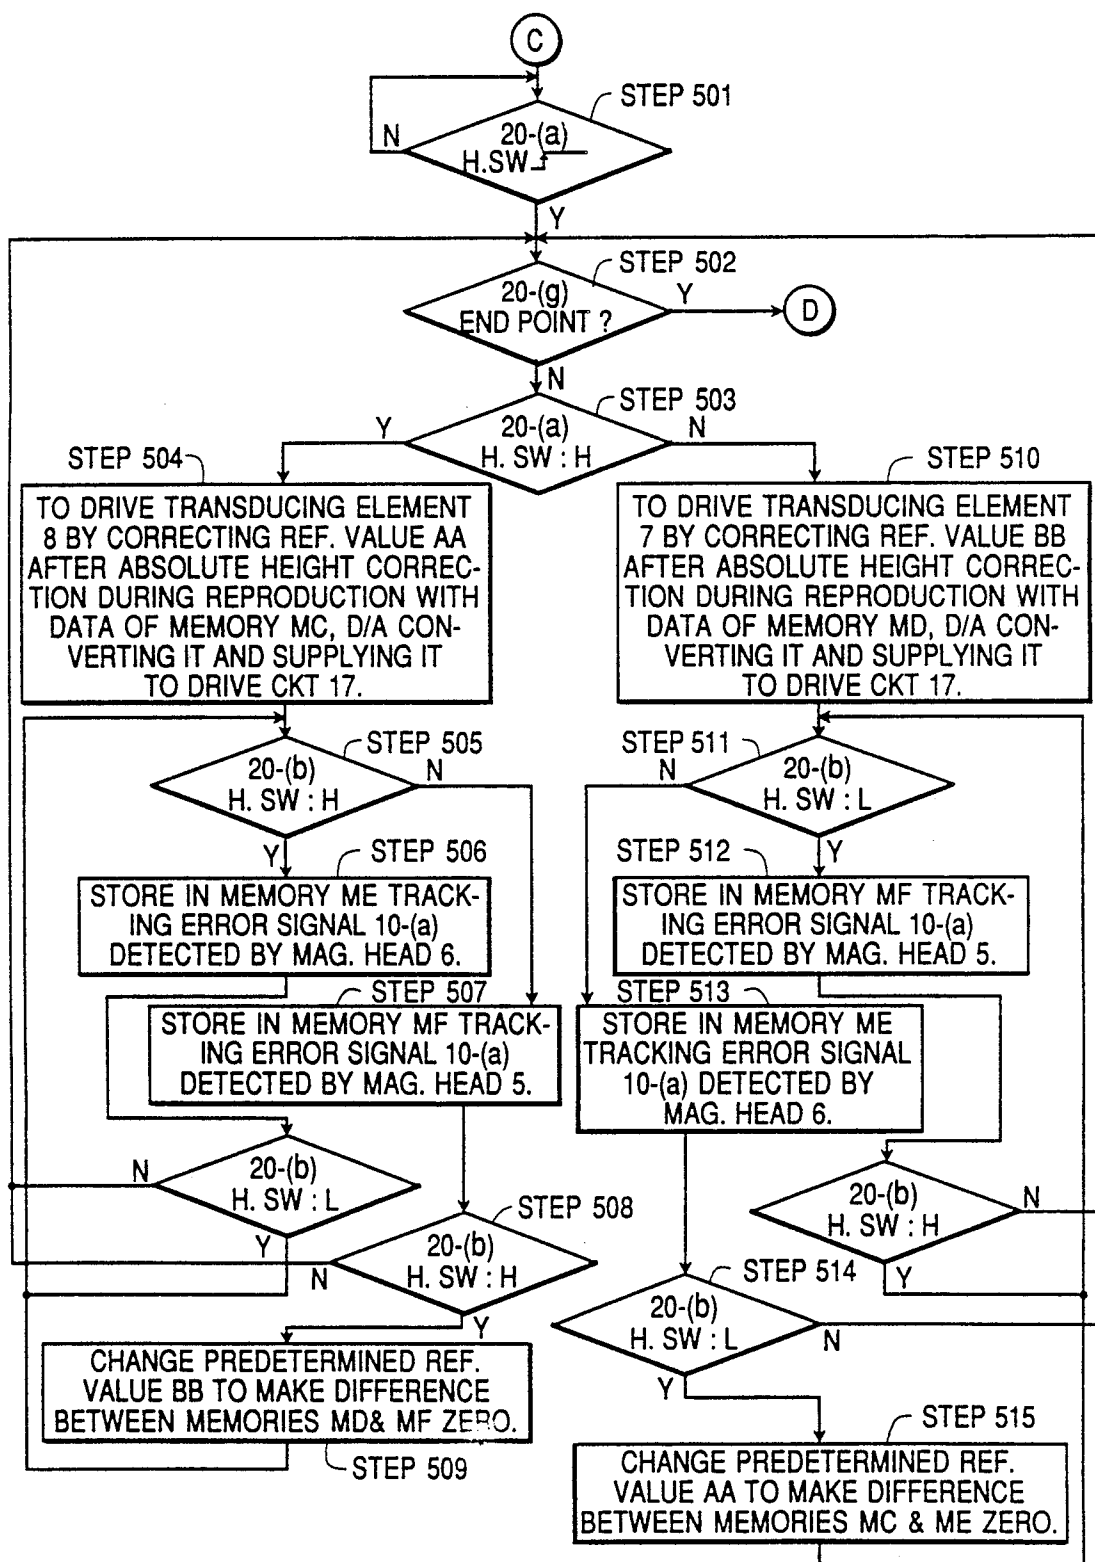 C
STEP 501
N
20-(a)
H.SW
Y
STEP 502
20-(g)
END POINT ?
Y
D
N
STEP 503
Y
20-(a)
H. SW : H
N
STEP 504
TO DRIVE TRANSDUCING ELEMENT
8 BY CORRECTING REF. VALUE AA
AFTER ABSOLUTE HEIGHT CORREC-
TION DURING REPRODUCTION WITH
DATA OF MEMORY MC, D/A CON-
VERTING IT AND SUPPLYING IT
TO DRIVE CKT 17.
STEP 510
TO DRIVE TRANSDUCING ELEMENT
7 BY CORRECTING REF. VALUE BB
AFTER ABSOLUTE HEIGHT CORREC-
TION DURING REPRODUCTION WITH
DATA OF MEMORY MD, D/A CON-
VERTING IT AND SUPPLYING IT
TO DRIVE CKT 17.
STEP 505
20-(b)
H. SW : H
N
Y
STEP 511
N
20-(b)
H. SW : L
Y
STEP 506
STORE IN MEMORY ME TRACK-
ING ERROR SIGNAL 10-(a)
DETECTED BY MAG. HEAD 6.
STEP 512
STORE IN MEMORY MF TRACK-
ING ERROR SIGNAL 10-(a)
DETECTED BY MAG. HEAD 5.
STEP 507
STORE IN MEMORY MF TRACK-
ING ERROR SIGNAL 10-(a)
DETECTED BY MAG. HEAD 5.
STEP 513
STORE IN MEMORY ME
TRACKING ERROR SIGNAL
10-(a) DETECTED BY
MAG. HEAD 6.
N
20-(b)
H. SW : L
Y
20-(b)
H. SW : H
N
Y
STEP 508
20-(b)
H. SW : H
N
Y
STEP 514
20-(b)
H. SW : L
N
Y
CHANGE PREDETERMINED REF.
VALUE BB TO MAKE DIFFERENCE
BETWEEN MEMORIES MD& MF ZERO.
STEP 509
STEP 515
CHANGE PREDETERMINED REF.
VALUE AA TO MAKE DIFFERENCE
BETWEEN MEMORIES MC & ME ZERO.